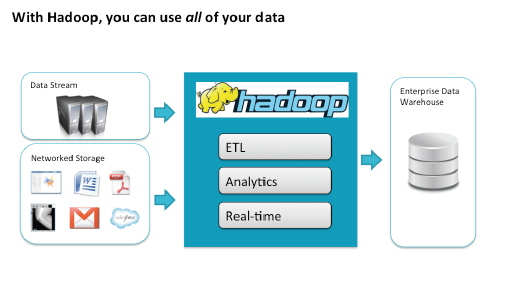 With Hadoop, you can use all of your data
Data Stream
Networked Storage
hadoop
ETL
Analytics
Real-time
Enterprise Data
Warehouse